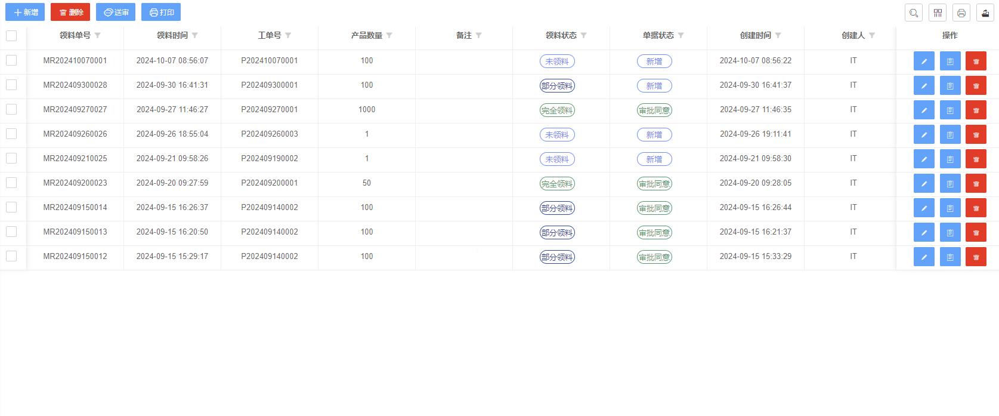 新增 删除 送审 打印
领料单号 领料时间 工单号 产品数量 备注 领料状态 单据状态 创建时间 创建人 操作
MR202410070001 2024-10-07 08:56:07 P202410070001 100 未领料 新增 2024-10-07 08:56:22 IT
MR202409300028 2024-09-30 16:41:31 P202409300001 100 部分领料 新增 2024-09-30 16:41:37 IT
MR202409270027 2024-09-27 11:46:27 P202409270001 1000 完全领料 审批同意 2024-09-27 11:46:35 IT
MR202409260026 2024-09-26 18:55:04 P202409260003 1 未领料 新增 2024-09-26 19:11:41 IT
MR202409210025 2024-09-21 09:58:26 P202409190002 1 未领料 新增 2024-09-21 09:58:30 IT
MR202409200023 2024-09-20 09:27:59 P202409200001 50 完全领料 审批同意 2024-09-20 09:28:05 IT
MR202409150014 2024-09-15 16:26:37 P202409140002 100 部分领料 审批同意 2024-09-15 16:26:44 IT
MR202409150013 2024-09-15 16:20:50 P202409140002 100 部分领料 审批同意 2024-09-15 16:21:37 IT
MR202409150012 2024-09-15 15:29:17 P202409140002 100 部分领料 审批同意 2024-09-15 15:33:29 IT